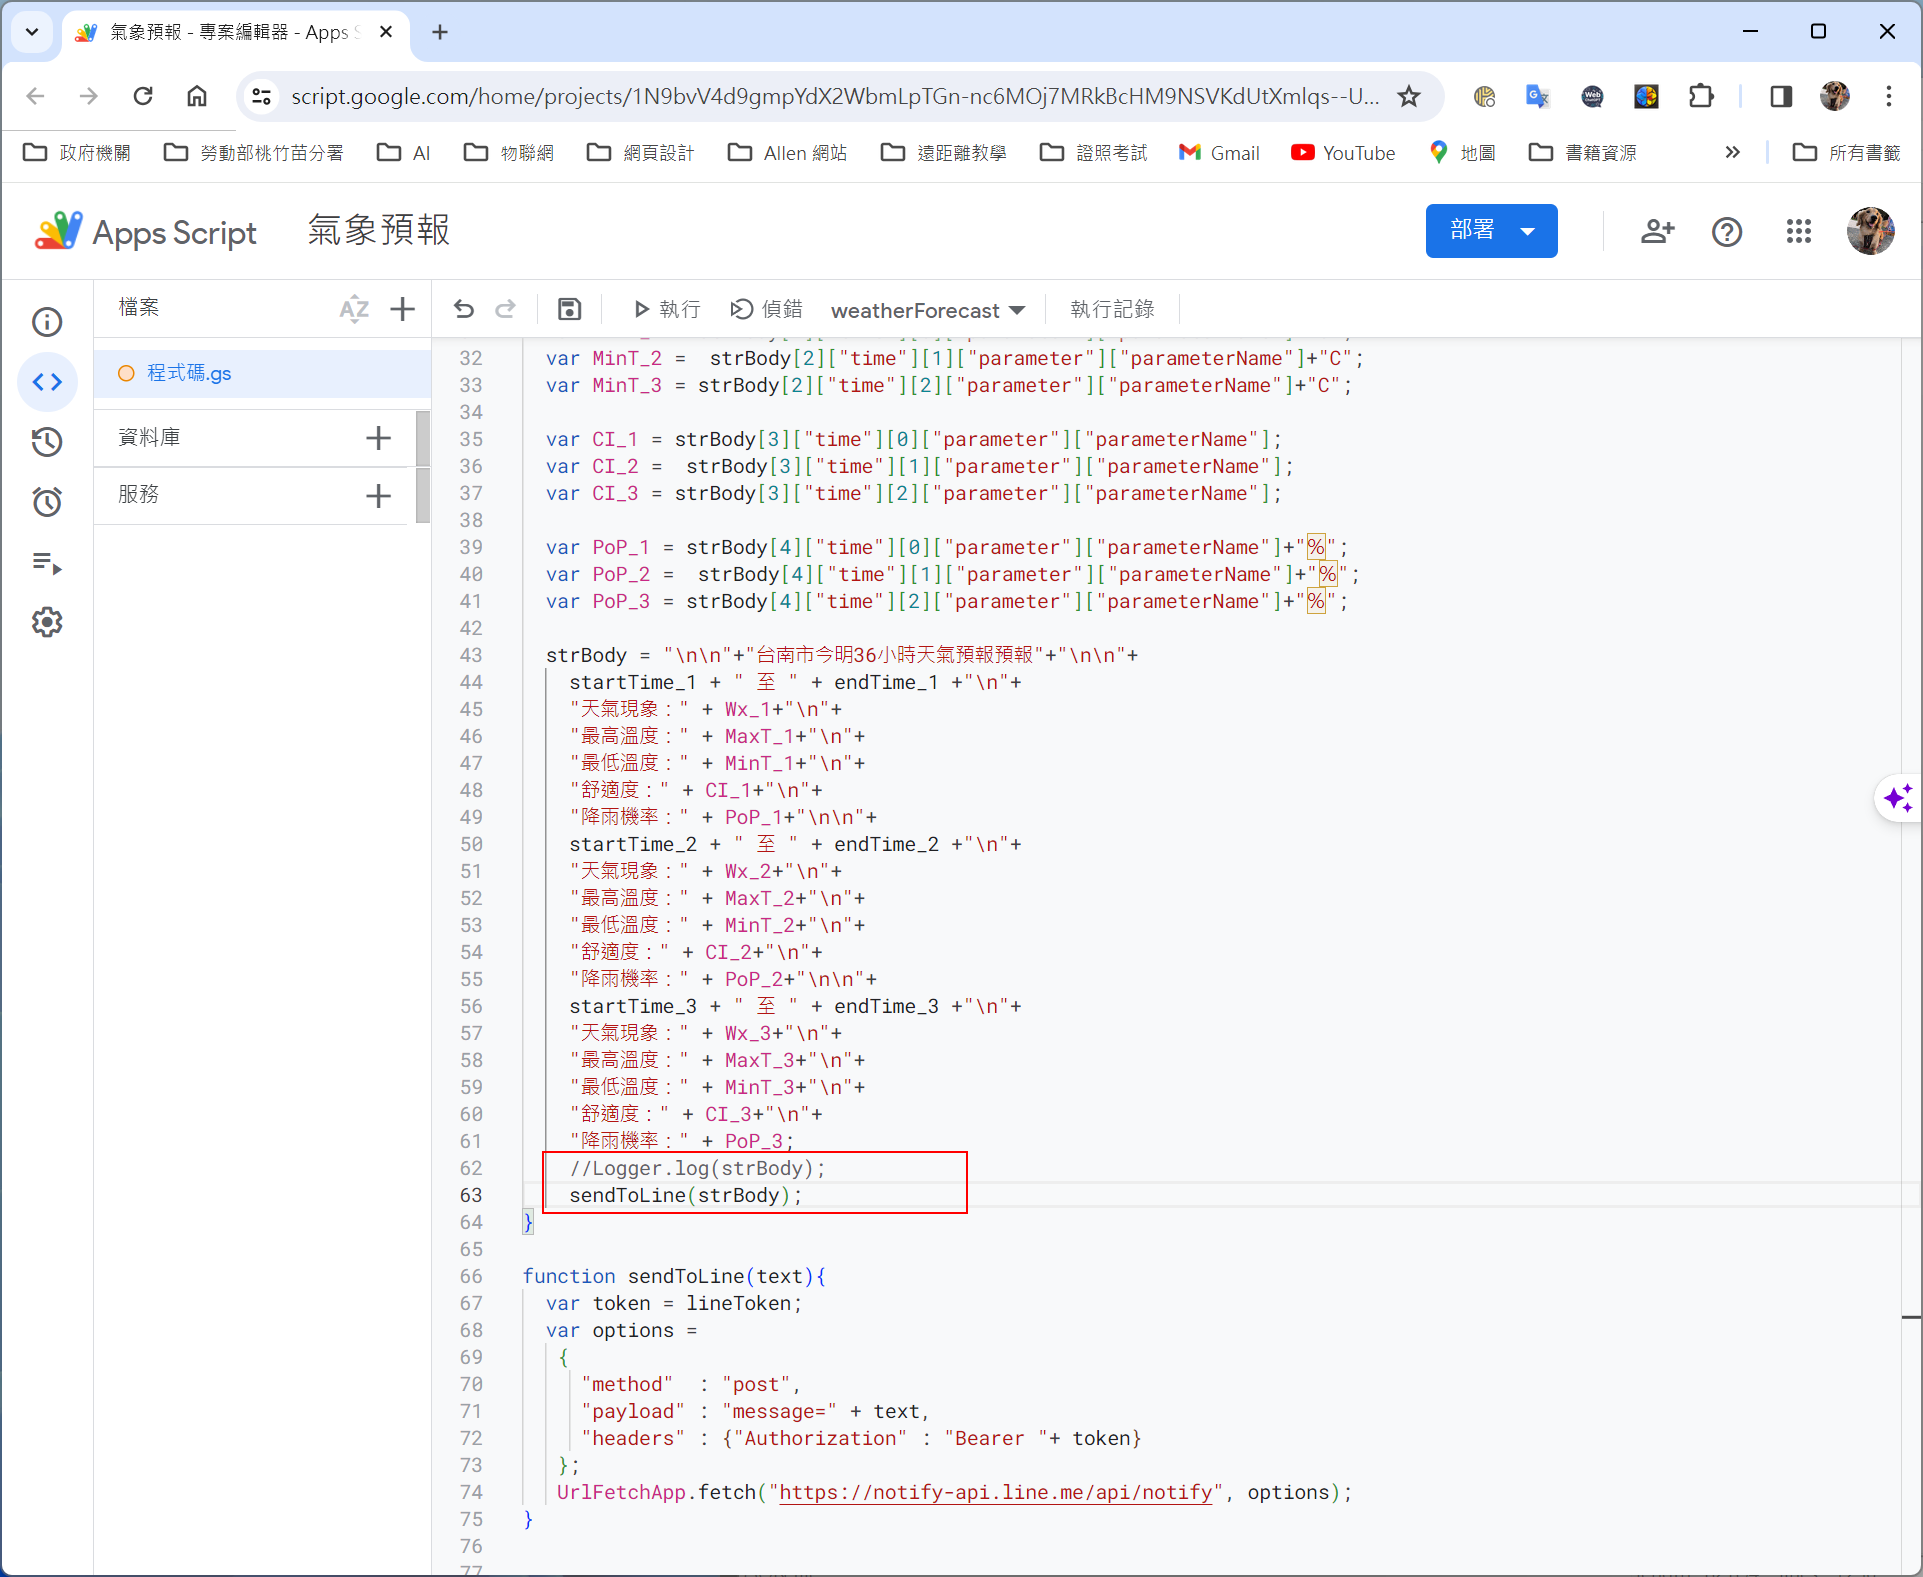 氣象預報 - 專案編輯器 - Apps S
script.google.com/home/projects/1N9bvV4d9gmpYdX2WbmLpTGn-nc6MOj7MRkBcHM9NSVKdUtXmlqs--U...
政府機關 勞動部桃竹苗分署 AI 物聯網 網頁設計 Allen 網站 遠距離教學 證照考試 Gmail YouTube 地圖 書籍資源 所有書籤
Apps Script 氣象預報 部署
檔案 執行 偵錯 weatherForecast 執行記錄
程式碼.gs
資料庫
服務
32 var MinT_2 =  strBody[2]["time"][1]["parameter"]["parameterName"]+"C";
33 var MinT_3 = strBody[2]["time"][2]["parameter"]["parameterName"]+"C";
34
35 var CI_1 = strBody[3]["time"][0]["parameter"]["parameterName"];
36 var CI_2 =  strBody[3]["time"][1]["parameter"]["parameterName"];
37 var CI_3 = strBody[3]["time"][2]["parameter"]["parameterName"];
38
39 var PoP_1 = strBody[4]["time"][0]["parameter"]["parameterName"]+"%";
40 var PoP_2 =  strBody[4]["time"][1]["parameter"]["parameterName"]+"%";
41 var PoP_3 = strBody[4]["time"][2]["parameter"]["parameterName"]+"%";
42
43 strBody = "\n\n"+"台南市今明36小時天氣預報預報"+"\n\n"+
44 startTime_1 + " 至 " + endTime_1 +"\n"+
45 "天氣現象：" + Wx_1+"\n"+
46 "最高溫度：" + MaxT_1+"\n"+
47 "最低溫度：" + MinT_1+"\n"+
48 "舒適度：" + CI_1+"\n"+
49 "降雨機率：" + PoP_1+"\n\n"+
50 startTime_2 + " 至 " + endTime_2 +"\n"+
51 "天氣現象：" + Wx_2+"\n"+
52 "最高溫度：" + MaxT_2+"\n"+
53 "最低溫度：" + MinT_2+"\n"+
54 "舒適度：" + CI_2+"\n"+
55 "降雨機率：" + PoP_2+"\n\n"+
56 startTime_3 + " 至 " + endTime_3 +"\n"+
57 "天氣現象：" + Wx_3+"\n"+
58 "最高溫度：" + MaxT_3+"\n"+
59 "最低溫度：" + MinT_3+"\n"+
60 "舒適度：" + CI_3+"\n"+
61 "降雨機率：" + PoP_3;
62 //Logger.log(strBody);
63 sendToLine(strBody);
64 }
65
66 function sendToLine(text){
67 var token = lineToken;
68 var options =
69 {
70 "method"  : "post",
71 "payload" : "message=" + text,
72 "headers" : {"Authorization" : "Bearer "+ token}
73 };
74 UrlFetchApp.fetch("https://notify-api.line.me/api/notify", options);
75 }
76
77